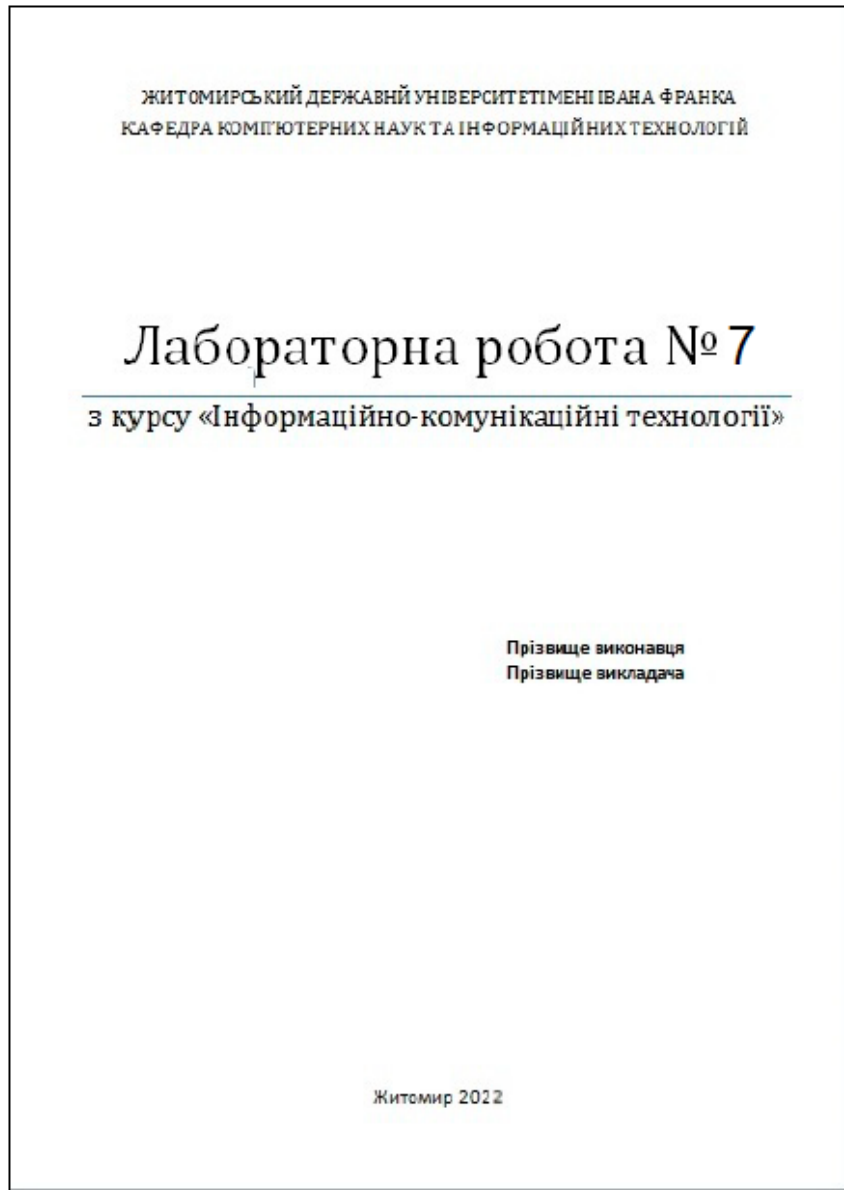 ЖИТОМИРСЬКИЙ ДЕРЖАВНЙ УНІВЕРСИТЕТ ІМЕНІ ІВАНА ФРАНКА
КАФЕДРА КОМП'ЮТЕРНИХ НАУК ТА ІНФОРМАЦІЙНИХ ТЕХНОЛОГІЙ
Лабораторна робота № 7
з курсу «Інформаційно-комунікаційні технології»
Прізвище виконавця
Прізвище викладача
Житомир 2022